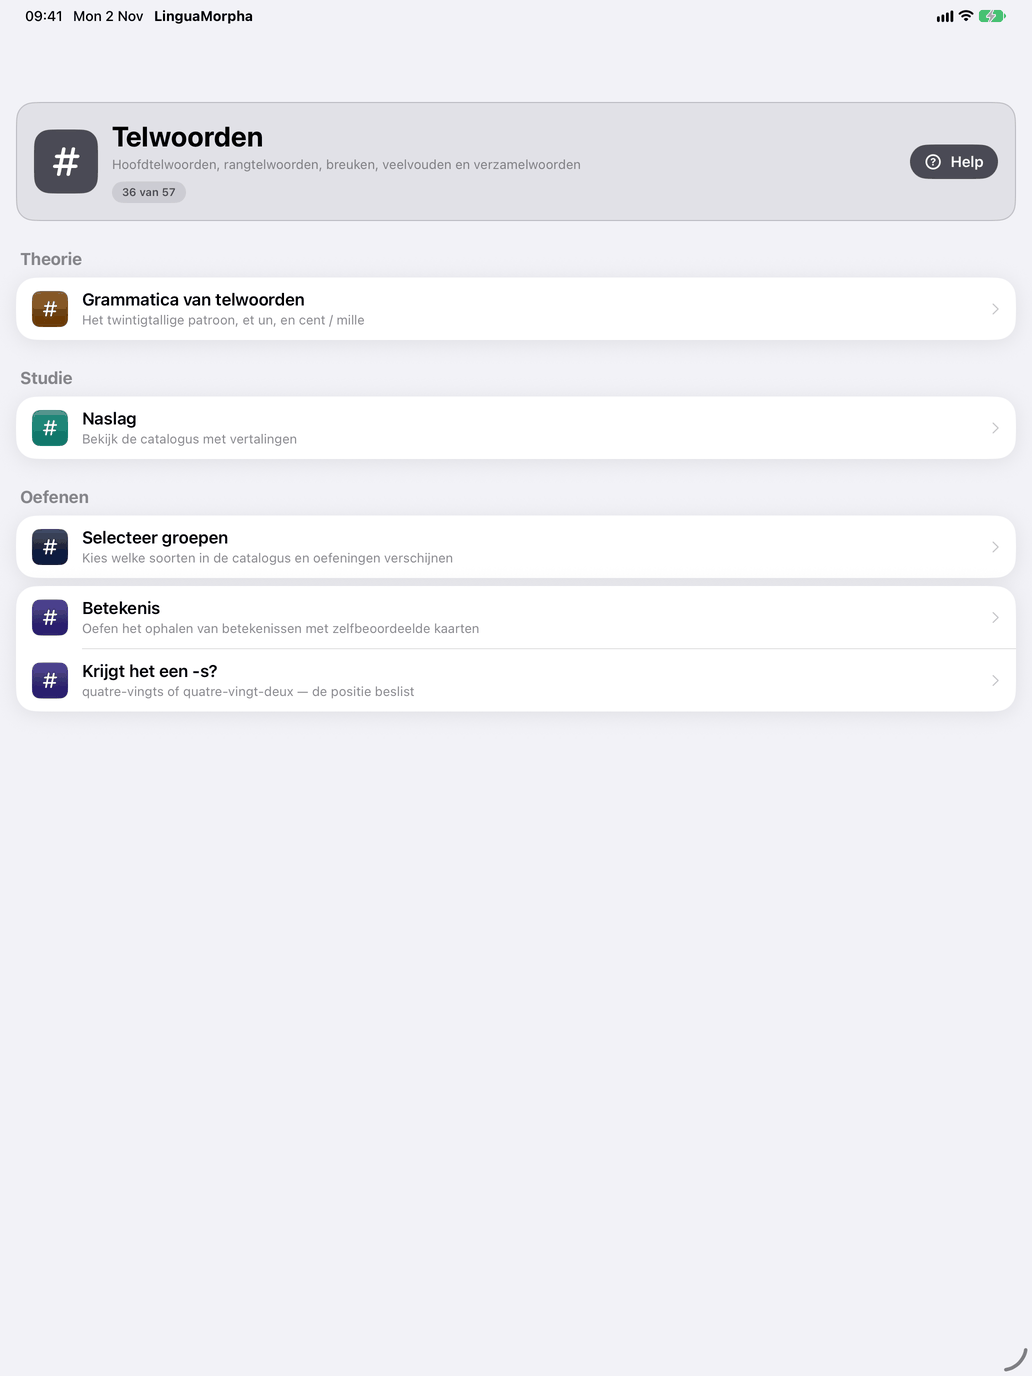 09:41 Mon 2 Nov LinguaMorpha
#
Telwoorden
Hoofdtelwoorden, rangtelwoorden, breuken, veelvouden en verzamelwoorden
36 van 57
? Help
Theorie
#
Grammatica van telwoorden
Het twintigtallige patroon, et un, en cent / mille
Studie
#
Naslag
Bekijk de catalogus met vertalingen
Oefenen
#
Selecteer groepen
Kies welke soorten in de catalogus en oefeningen verschijnen
#
Betekenis
Oefen het ophalen van betekenissen met zelfbeoordeelde kaarten
#
Krijgt het een -s?
quatre-vingts of quatre-vingt-deux — de positie beslist